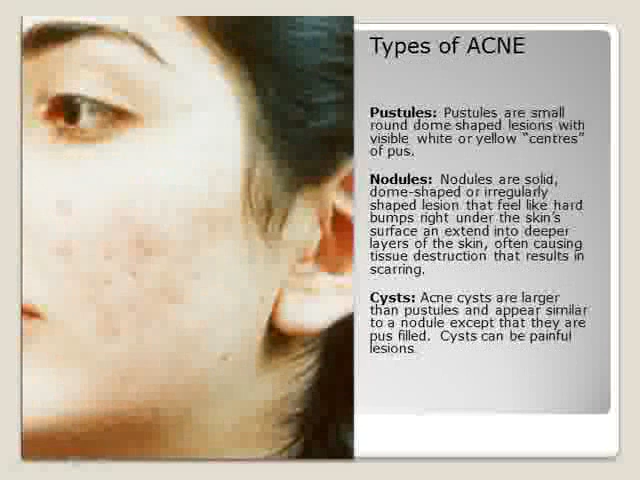 Types of ACNE
Pustules: Pustules are small
round dome shaped lesions with
visible white or yellow “centres”
of pus.
Nodules: Nodules are solid,
dome-shaped or irregularly
shaped lesion that feel like hard
bumps right under the skin’s
surface an extend into deeper
layers of the skin, often causing
tissue destruction that results in
scarring.
Cysts: Acne cysts are larger
than pustules and appear similar
to a nodule except that they are
pus filled. Cysts can be painful
lesions.